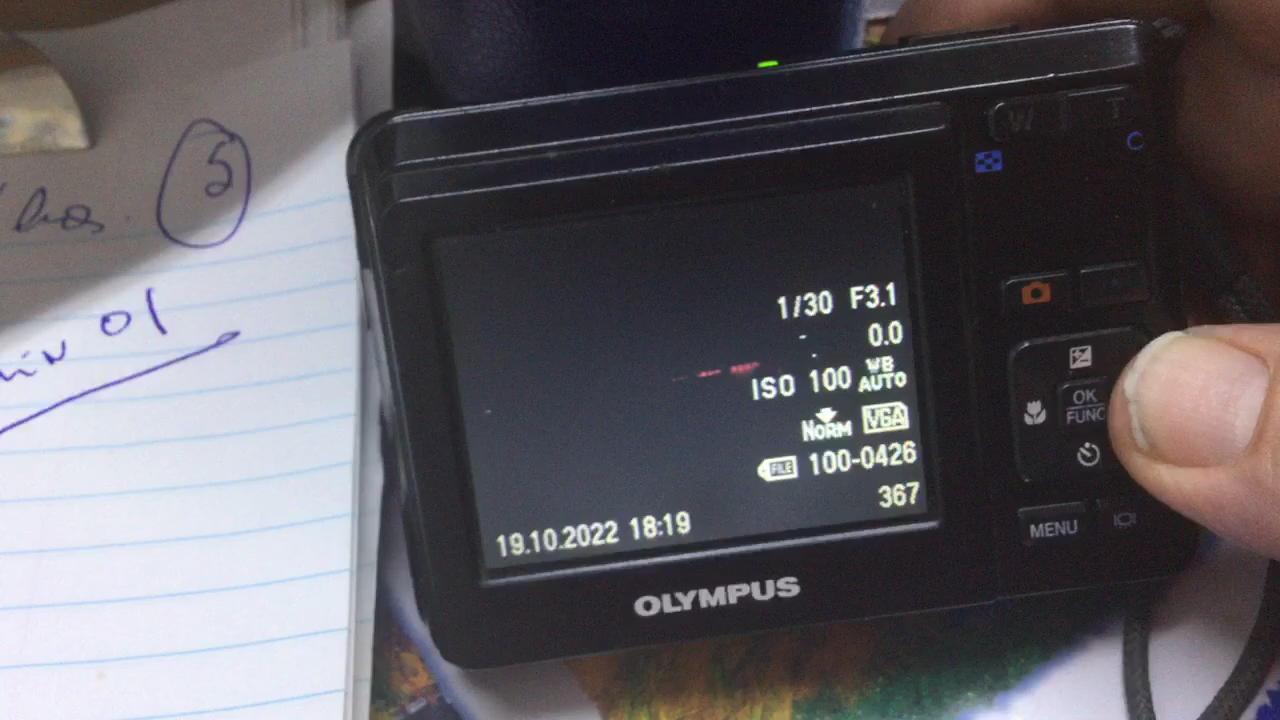 5
01
W T
1/30 F3.1
0.0
ISO 100 WB AUTO
NORM VGA
FILE 100-0426
367
19.10.2022 18:19
OLYMPUS
OK
FUNC
MENU